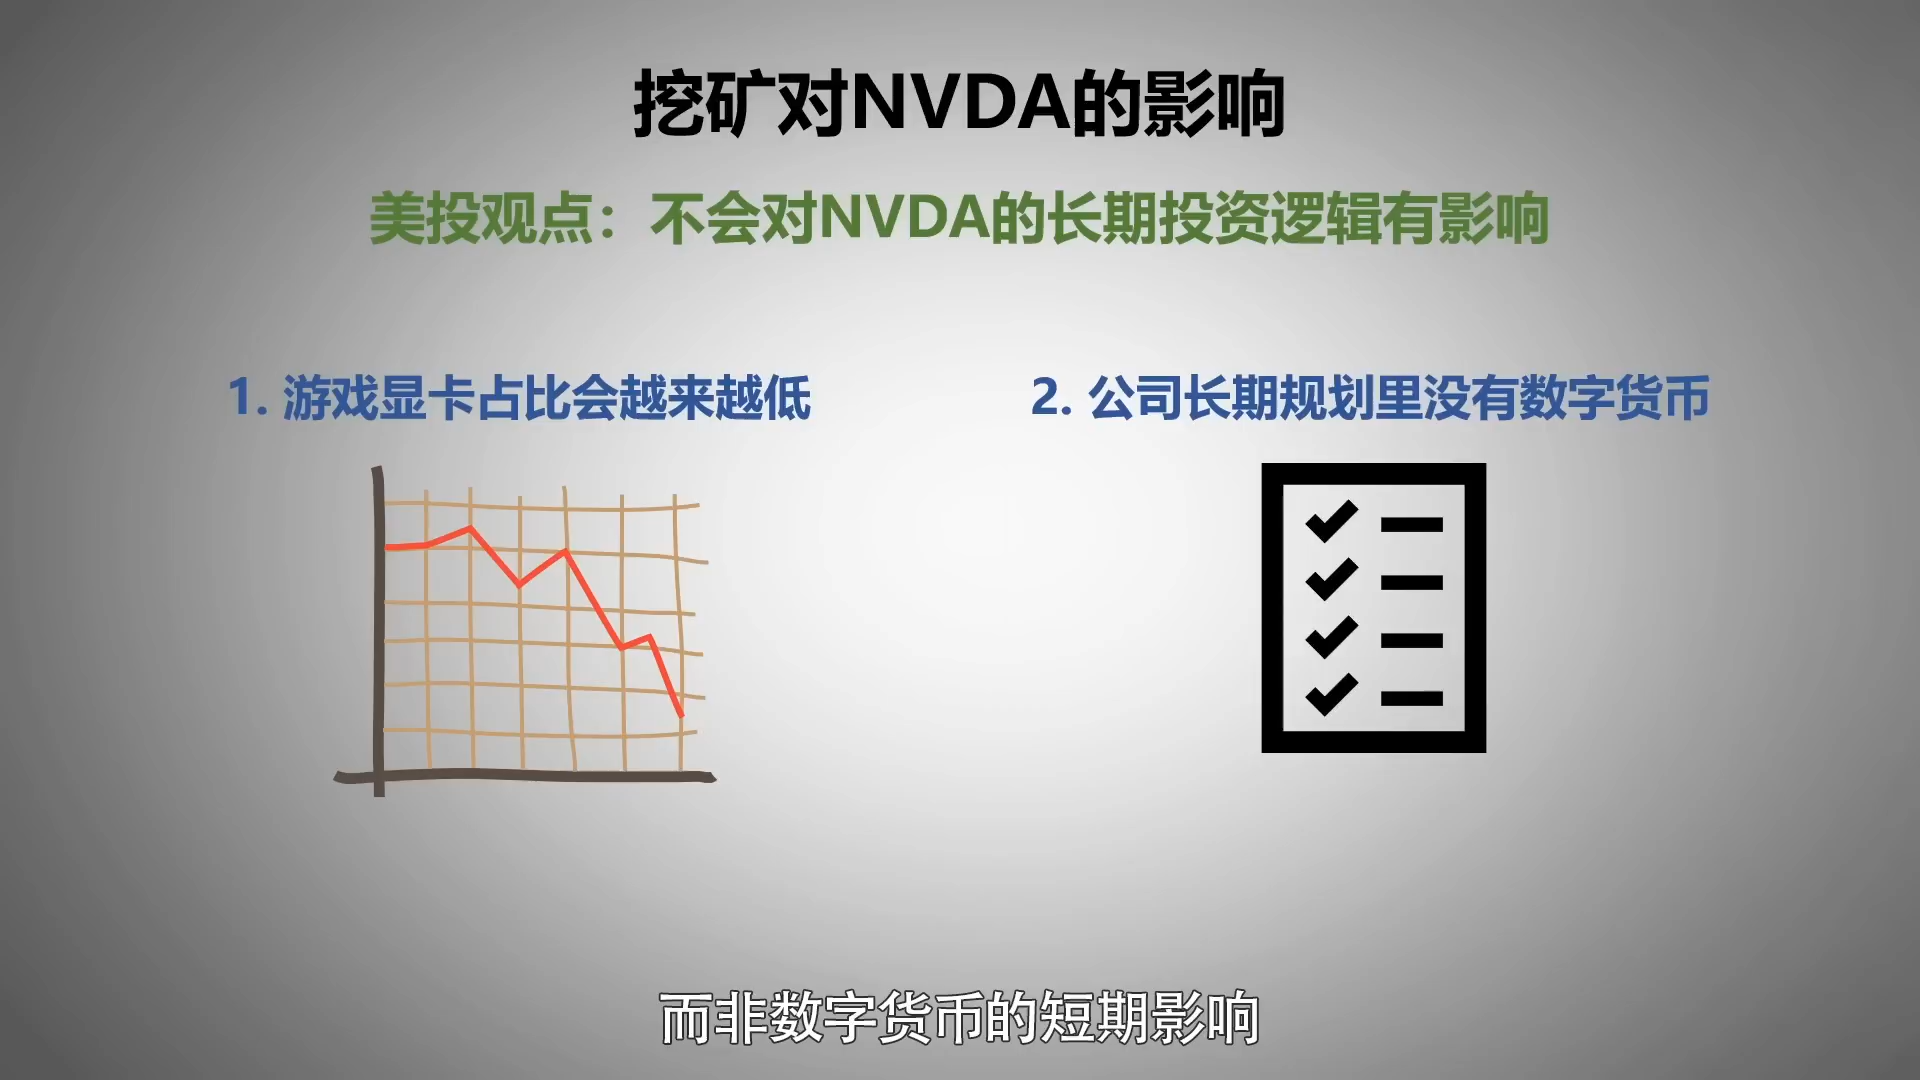 挖矿对NVDA的影响
美投观点：不会对NVDA的长期投资逻辑有影响
1. 游戏显卡占比会越来越低
2. 公司长期规划里没有数字货币
而非数字货币的短期影响